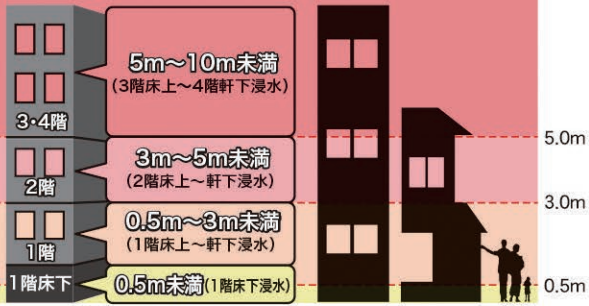 5m～10m未満
(3階床上～4階軒下浸水)
3・4階
5.0m
3m～5m未満
(2階床上～軒下浸水)
2階
3.0m
0.5m～3m未満
(1階床上～軒下浸水)
1階
1階床下
0.5m未満(1階床下浸水)
0.5m